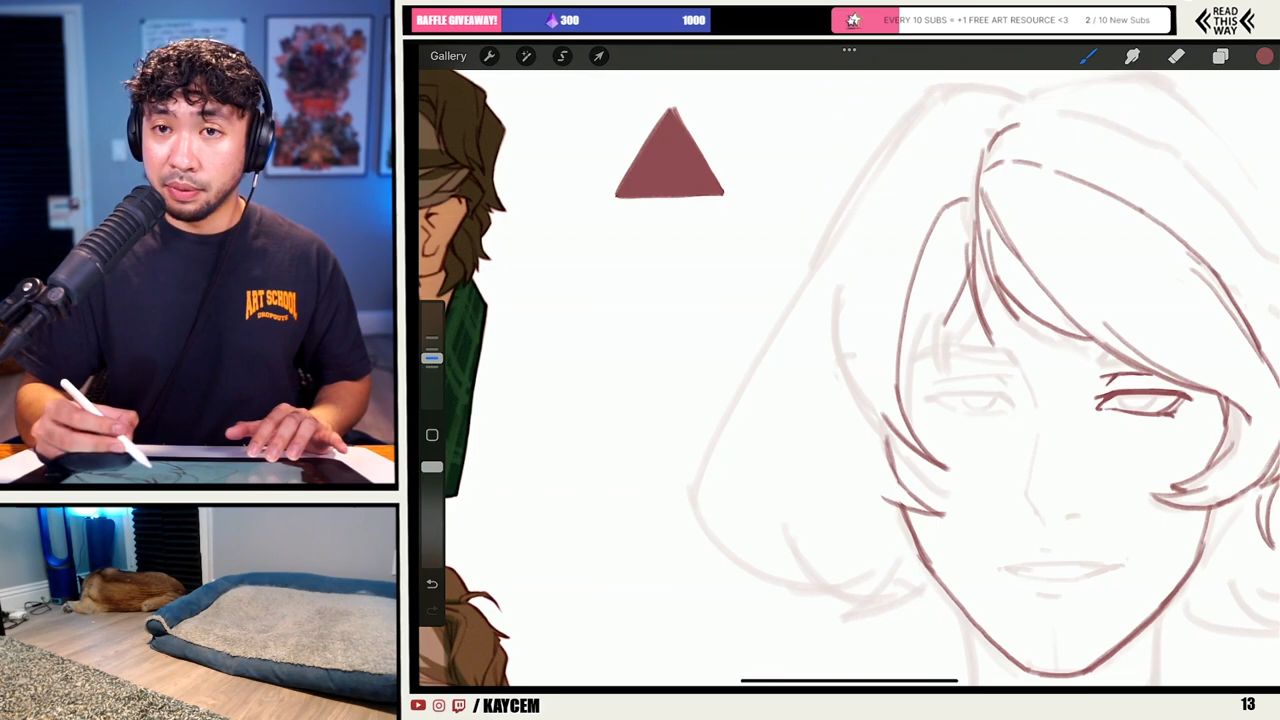 RAFFLE GIVEAWAY! 300 1000
EVERY 10 SUBS = +1 FREE ART RESOURCE <3 2 / 10 New Subs
READ
THIS
WAY
Gallery
ART SCHOOL
DROPOUTS
/ KAYCEM
13